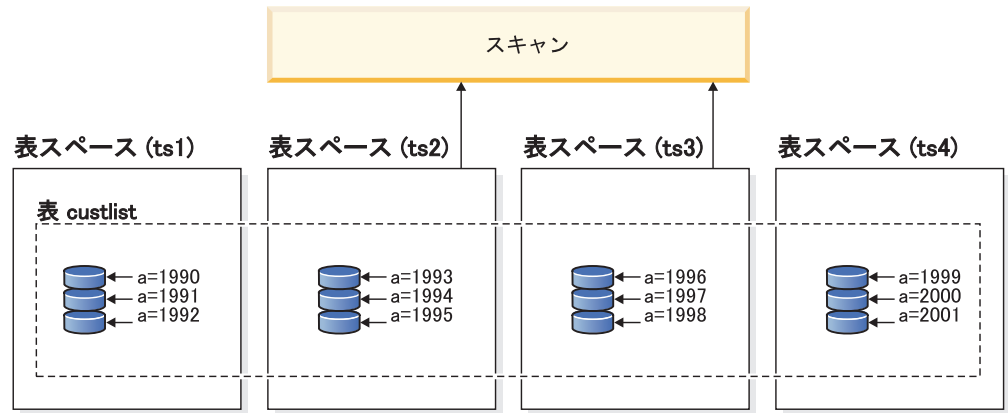 スキャン
表スペース (ts1)
表スペース (ts2)
表スペース (ts3)
表スペース (ts4)
表 custlist
a=1990
a=1991
a=1992
a=1993
a=1994
a=1995
a=1996
a=1997
a=1998
a=1999
a=2000
a=2001